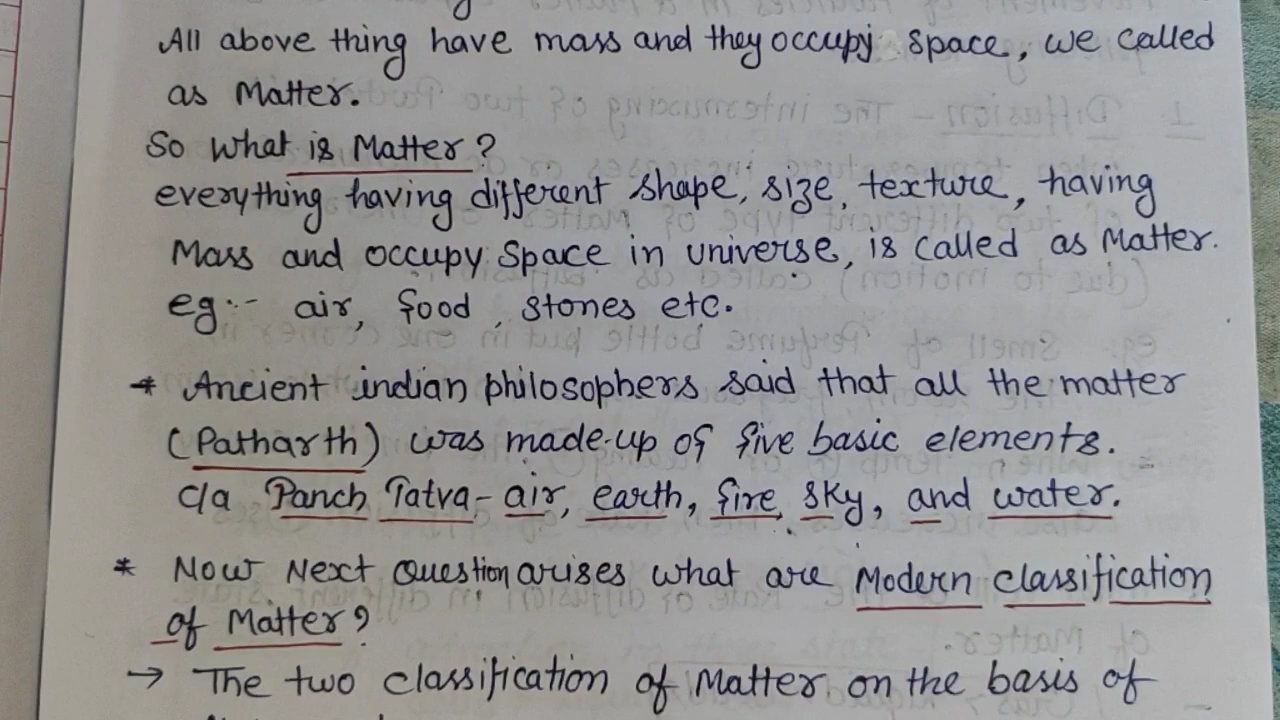 All above thing have mass and they occupy space, we called
as Matter.
So what is Matter?
everything having different shape, size, texture, having
Mass and occupy Space in universe, is called as Matter.
eg:- air, food, stones etc.
* Ancient indian philosophers said that all the matter
(Patharth) was made-up of five basic elements.
c/a Panch Tatva- air, earth, fire, sky, and water.
* Now Next Question arises what are Modern classification
of Matter?
→ The two classification of Matter on the basis of